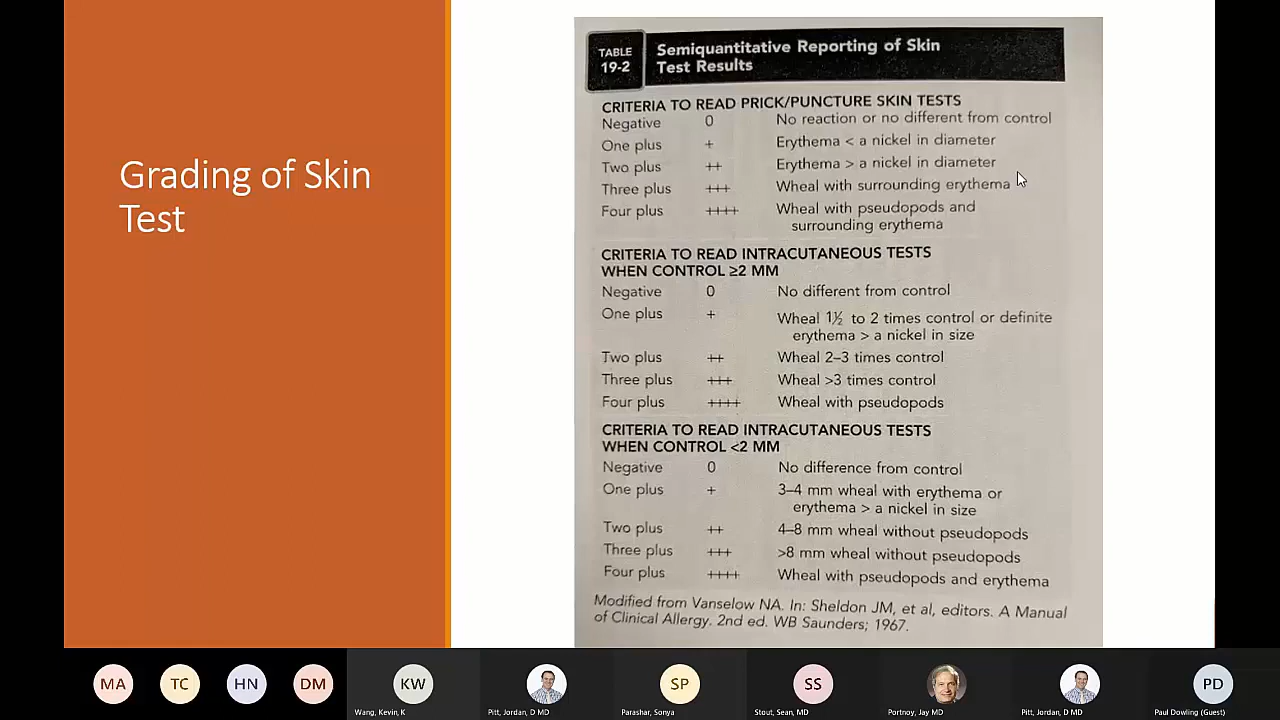 Grading of Skin
Test
TABLE
19-2
Semiquantitative Reporting of Skin
Test Results
CRITERIA TO READ PRICK/PUNCTURE SKIN TESTS
Negative 0 No reaction or no different from control
One plus + Erythema < a nickel in diameter
Two plus ++ Erythema > a nickel in diameter
Three plus +++ Wheal with surrounding erythema
Four plus ++++ Wheal with pseudopods and
surrounding erythema
CRITERIA TO READ INTRACUTANEOUS TESTS
WHEN CONTROL ≥2 MM
Negative 0 No different from control
One plus + Wheal 1½ to 2 times control or definite
erythema > a nickel in size
Two plus ++ Wheal 2–3 times control
Three plus +++ Wheal >3 times control
Four plus ++++ Wheal with pseudopods
CRITERIA TO READ INTRACUTANEOUS TESTS
WHEN CONTROL <2 MM
Negative 0 No difference from control
One plus + 3–4 mm wheal with erythema or
erythema > a nickel in size
Two plus ++ 4–8 mm wheal without pseudopods
Three plus +++ >8 mm wheal without pseudopods
Four plus ++++ Wheal with pseudopods and erythema
Modified from Vanselow NA. In: Sheldon JM, et al, editors. A Manual
of Clinical Allergy. 2nd ed. WB Saunders; 1967.
MA TC HN DM KW SP SS PD
Wang, Kevin, K Pitt, Jordan, D MD Parashar, Sonya Stout, Sean, MD Portnoy, Jay MD Pitt, Jordan, D MD Paul Dowling (Guest)